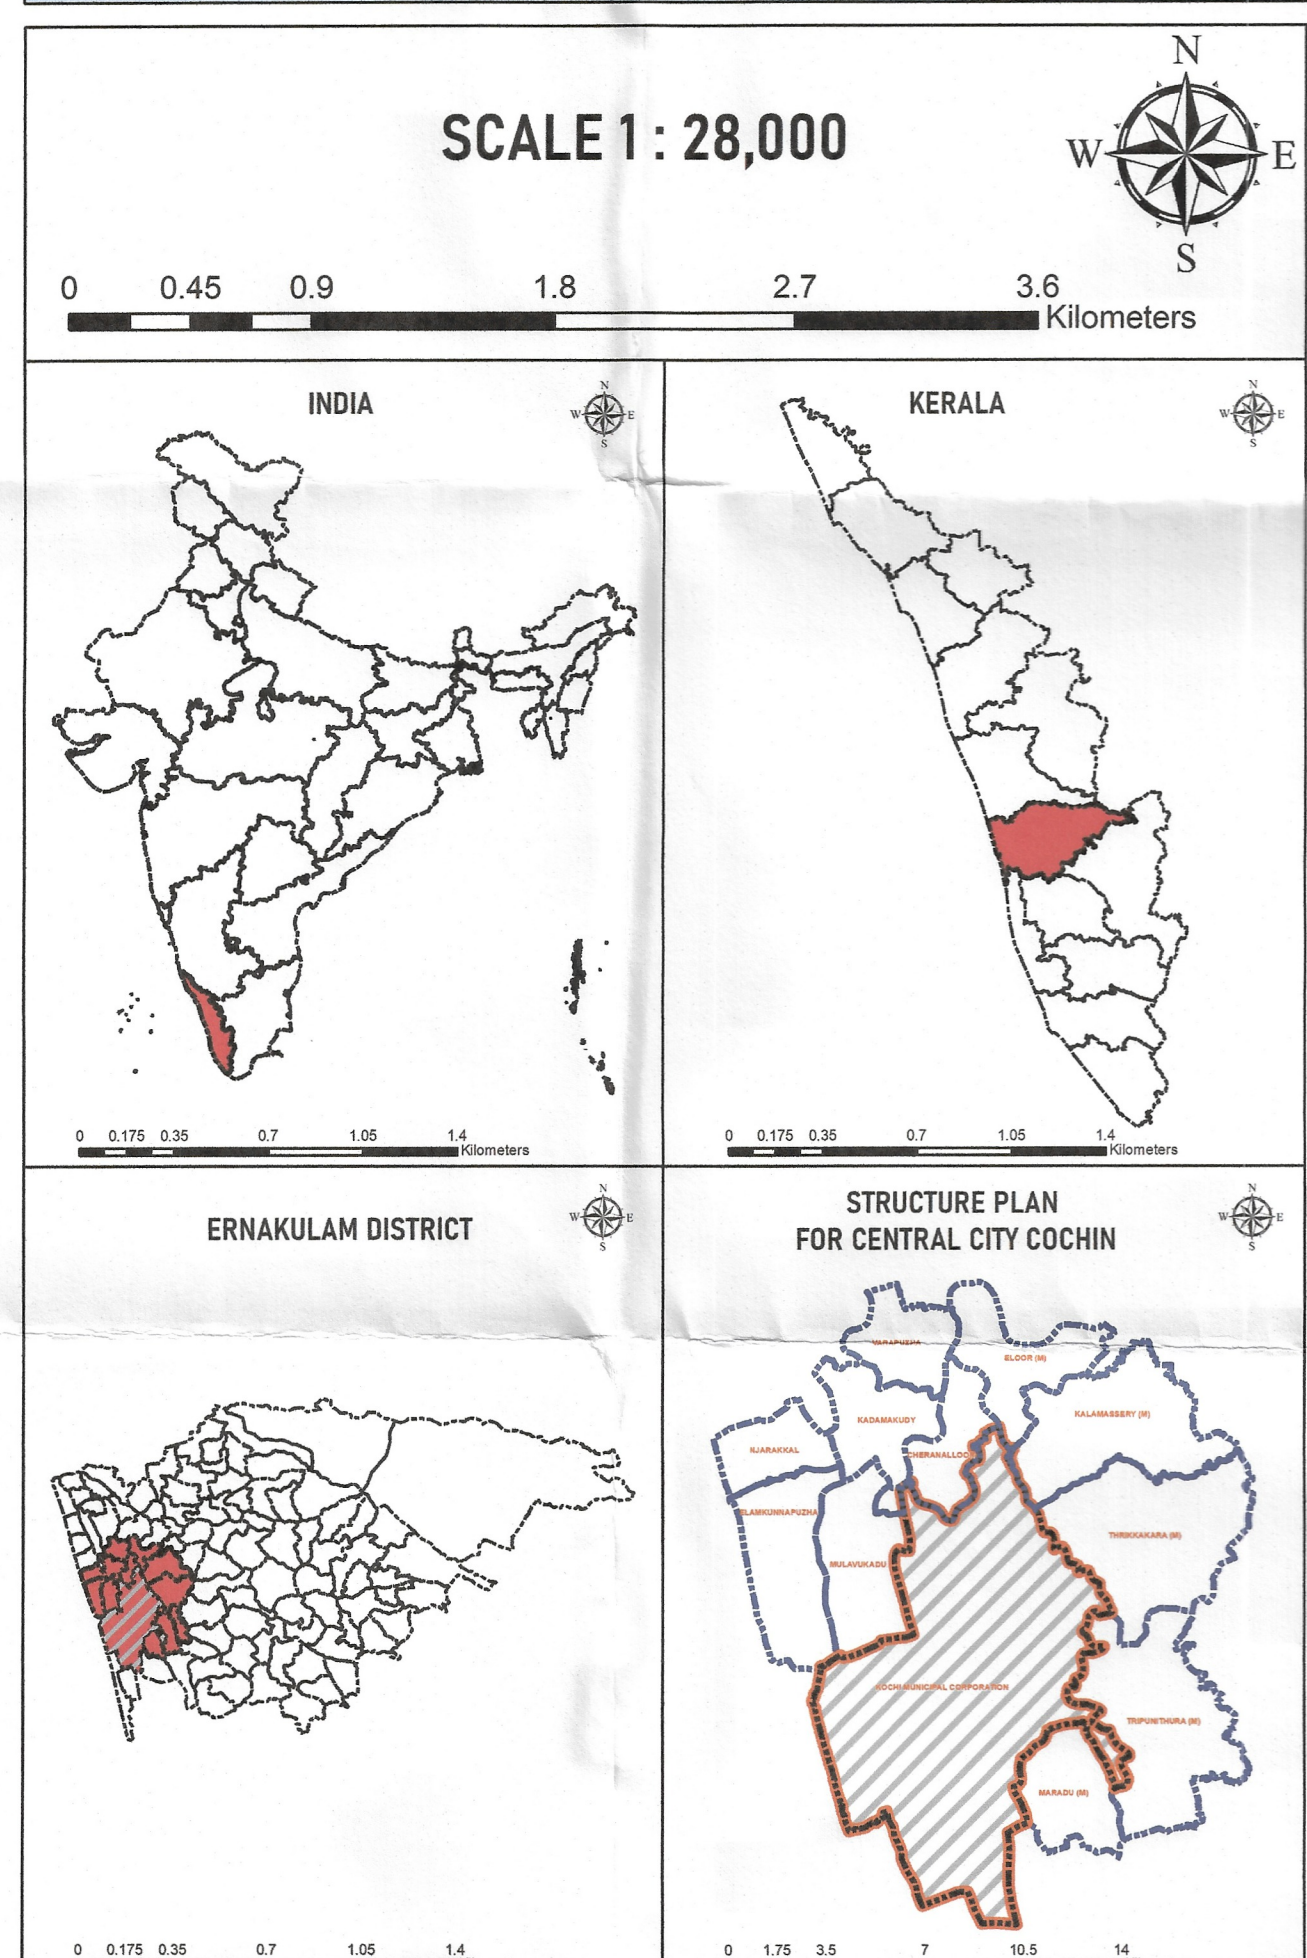 N
SCALE 1 : 28,000
W E
S
0 0.45 0.9 1.8 2.7 3.6
Kilometers
INDIA
N
W E
S
KERALA
N
W E
S
0 0.175 0.35 0.7 1.05 1.4
Kilometers
0 0.175 0.35 0.7 1.05 1.4
Kilometers
ERNAKULAM DISTRICT
N
W E
S
STRUCTURE PLAN
FOR CENTRAL CITY COCHIN
N
W E
S
VARAPUZHA
ELOOR (M)
KADAMAKUDY
KALAMASSERY (M)
NJARAKKAL
CHERANALLOOR
ELAMKUNNAPUZHA
THRIKKAKARA (M)
MULAVUKADU
KOCHI MUNICIPAL CORPORATION
TRIPUNITHURA (M)
MARADU (M)
0 0.175 0.35 0.7 1.05 1.4
0 1.75 3.5 7 10.5 14